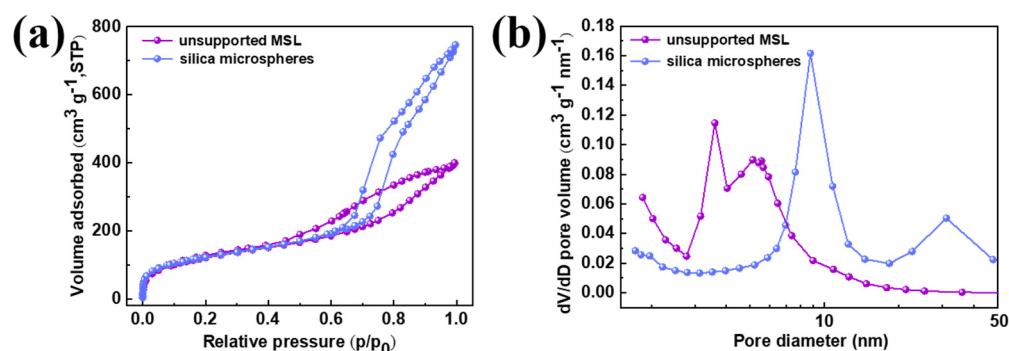 (a)
800
600
400
200
0
Volume adsorbed (cm3 g-1,STP)
unsupported MSL
silica microspheres
0.0 0.2 0.4 0.6 0.8 1.0
Relative pressure (p/p0)
(b)
0.18
0.16
0.14
0.12
0.10
0.08
0.06
0.04
0.02
0.00
dV/dD pore volume (cm3 g-1 nm-1)
unsupported MSL
silica microspheres
10 50
Pore diameter (nm)